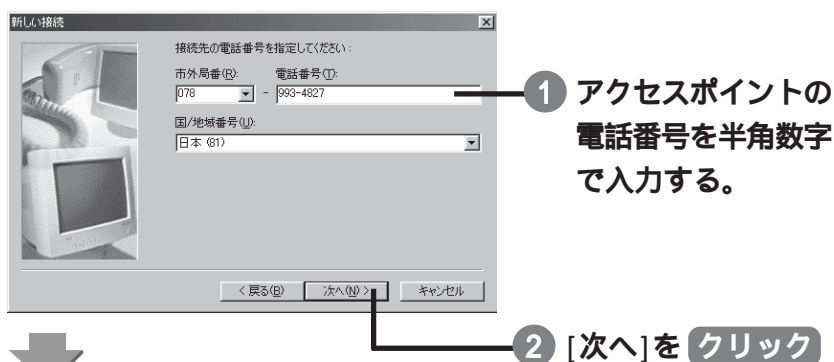 新しい接続
接続先の電話番号を指定してください:
市外局番(R): 電話番号(T):
078 - 993-4827
国/地域番号(U):
日本 (81)
< 戻る(B) 次へ(N) > キャンセル
1 アクセスポイントの
電話番号を半角数字
で入力する。
2 [次へ]を クリック